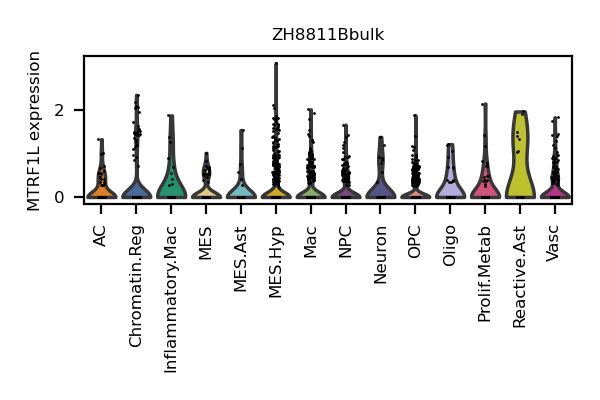 ZH8811Bbulk
MTRF1L expression
2
0
AC
Chromatin.Reg
Inflammatory.Mac
MES
MES.Ast
MES.Hyp
Mac
NPC
Neuron
OPC
Oligo
Prolif.Metab
Reactive.Ast
Vasc